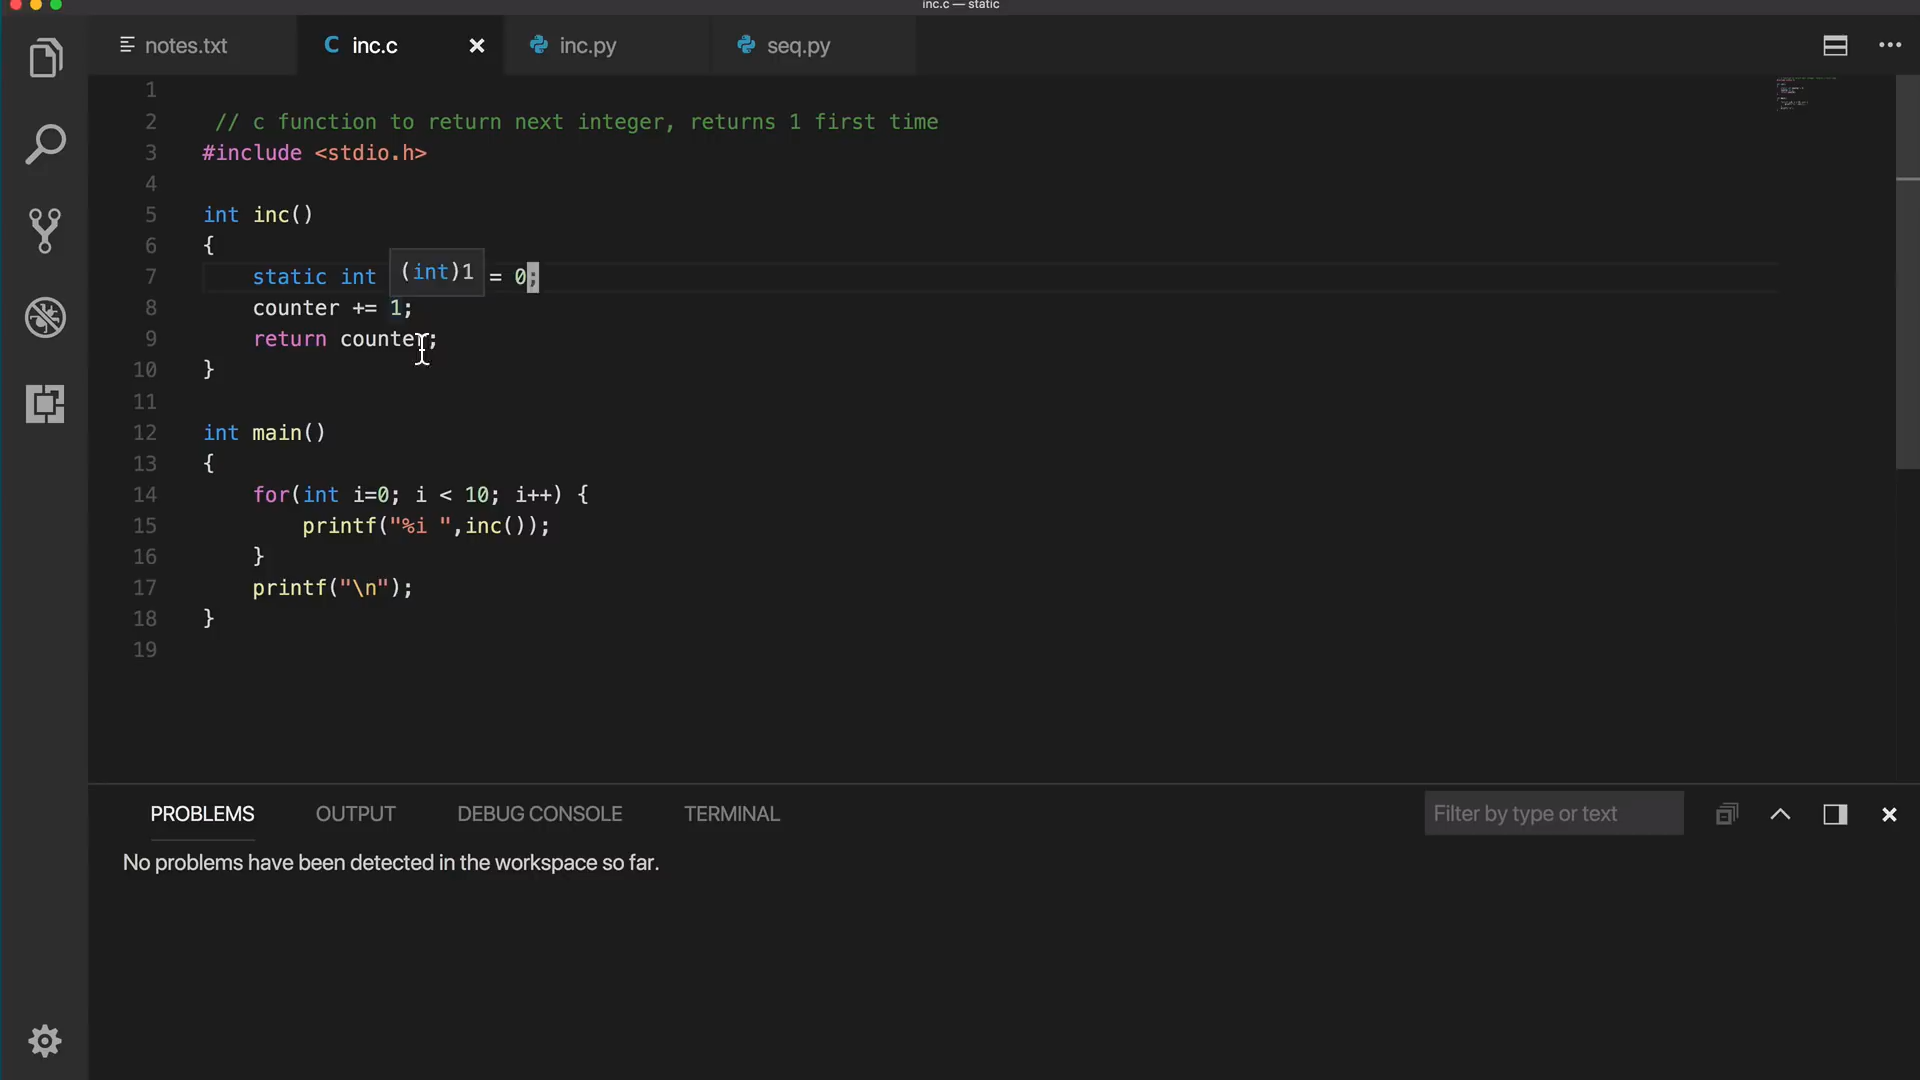 inc.c — static
notes.txt
C inc.c
inc.py
seq.py
1
2 // c function to return next integer, returns 1 first time
3 #include <stdio.h>
4
5 int inc()
6 {
7 static int (int)1 = 0;
8 counter += 1;
9 return counter;
10 }
11
12 int main()
13 {
14 for(int i=0; i < 10; i++) {
15 printf("%i ",inc());
16 }
17 printf("\n");
18 }
19
PROBLEMS OUTPUT DEBUG CONSOLE TERMINAL Filter by type or text
No problems have been detected in the workspace so far.